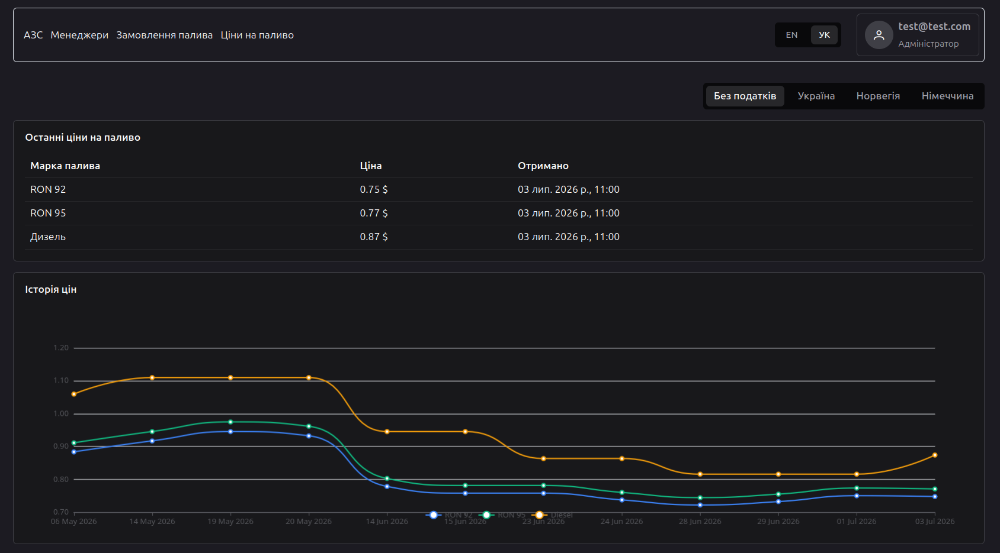 АЗС Менеджери Замовлення палива Ціни на паливо
EN УК
test@test.com
Адміністратор
Без податків Україна Норвегія Німеччина
Останні ціни на паливо
Марка палива Ціна Отримано
RON 92 0.75 $ 03 лип. 2026 р., 11:00
RON 95 0.77 $ 03 лип. 2026 р., 11:00
Дизель 0.87 $ 03 лип. 2026 р., 11:00
Історія цін
1.20
1.10
1.00
0.90
0.80
0.70
RON 92 RON 95 Diesel
06 May 2026 14 May 2026 19 May 2026 20 May 2026 14 Jun 2026 15 Jun 2026 23 Jun 2026 24 Jun 2026 28 Jun 2026 29 Jun 2026 01 Jul 2026 03 Jul 2026